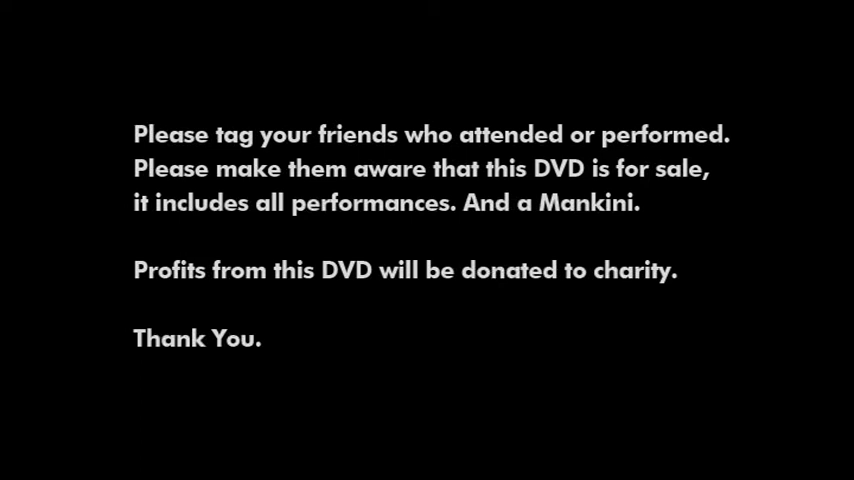 Please tag your friends who attended or performed.
Please make them aware that this DVD is for sale,
it includes all performances. And a Mankini.
Profits from this DVD will be donated to charity.
Thank You.